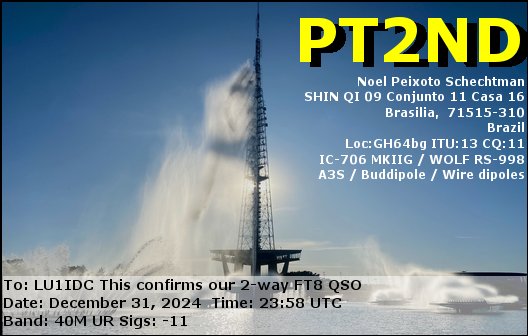 PT2ND
Noel Peixoto Schechtman
SHIN QI 09 Conjunto 11 Casa 16
Brasilia, 71515-310
Brazil
Loc:GH64bg ITU:13 CQ:11
IC-706 MKIIG / WOLF RS-998
A3S / Buddipole / Wire dipoles
To: LU1IDC This confirms our 2-way FT8 QSO
Date: December 31, 2024 Time: 23:58 UTC
Band: 40M UR Sigs: -11